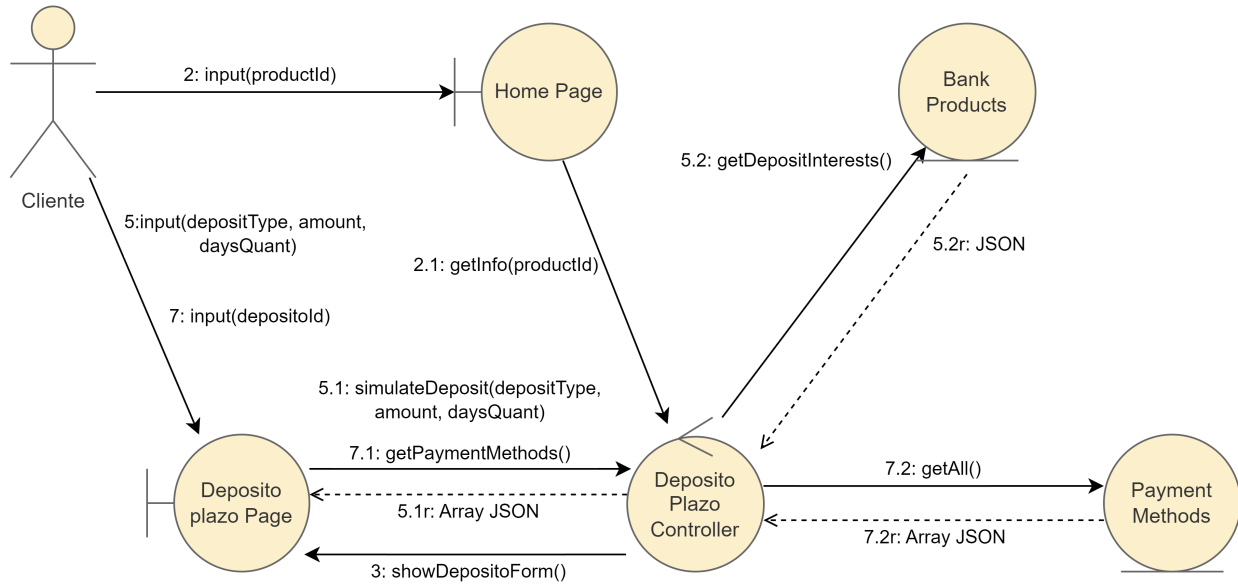 2: input(productId)
Home Page
Bank
Products
5.2: getDepositInterests()
Cliente
5:input(depositType, amount,
daysQuant)
5.2r: JSON
2.1: getInfo(productId)
7: input(depositoId)
5.1: simulateDeposit(depositType,
amount, daysQuant)
7.1: getPaymentMethods()
7.2: getAll()
Deposito
plazo Page
Deposito
Plazo
Controller
Payment
Methods
5.1r: Array JSON
7.2r: Array JSON
3: showDepositoForm()